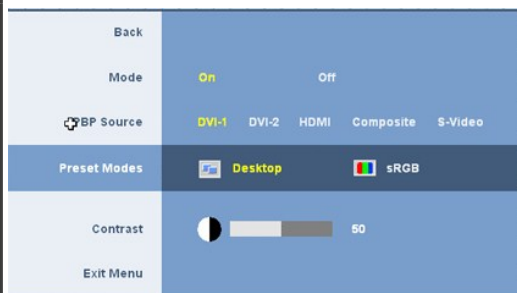 Back
Mode On Off
PBP Source DVI-1 DVI-2 HDMI Composite S-Video
Preset Modes Desktop sRGB
Contrast 50
Exit Menu